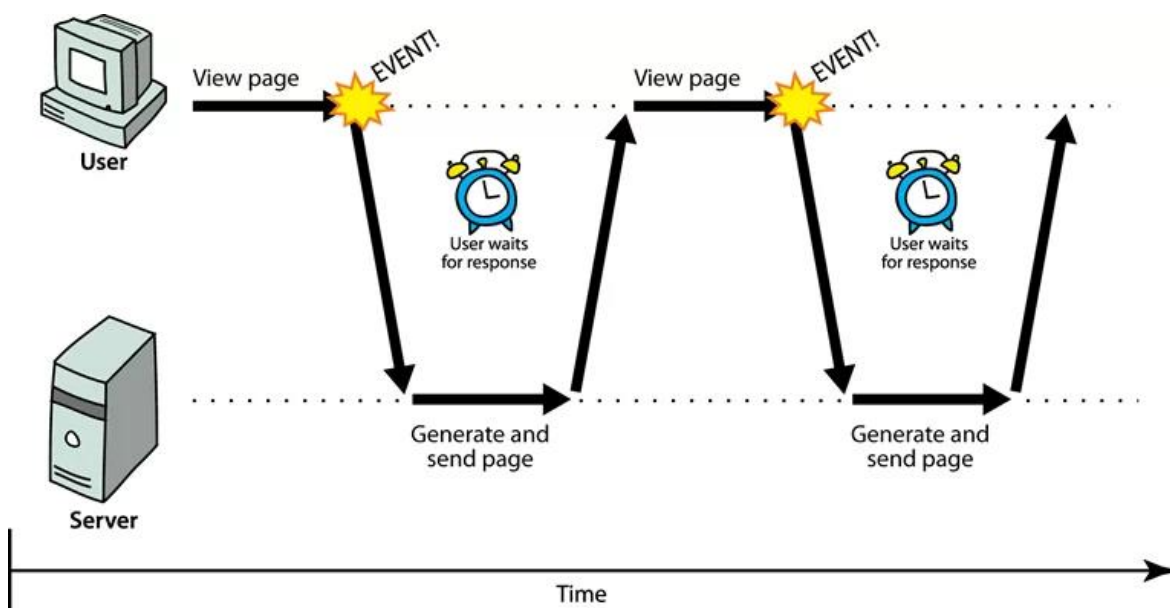 EVENT!
EVENT!
View page
View page
User
User waits
for response
User waits
for response
Generate and
send page
Generate and
send page
Server
Time